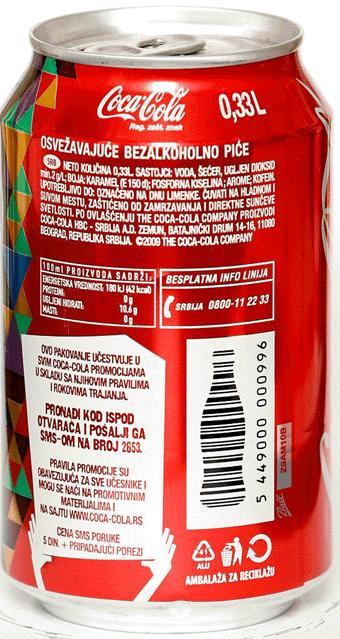 Coca-Cola
Reg. zašt. znak
0,33L
OSVEŽAVAJUĆE BEZALKOHOLNO PIĆE
SRB NETO KOLIČINA 0,33L. SASTOJCI: VODA, ŠEĆER, UGLJEN DIOKSID
min. 2 g/L; BOJA: KARAMEL (E 150 d); FOSFORNA KISELINA; AROME; KOFEIN.
UPOTREBLJIVO DO: OZNAČENO NA DNU LIMENKE. ČUVATI NA HLADNOM I
SUVOM MESTU, ZAŠTIĆENO OD ZAMRZAVANJA I DIREKTNE SUNČEVE
SVETLOSTI. PO OVLAŠĆENJU THE COCA-COLA COMPANY PROIZVODI
COCA-COLA HBC - SRBIJA A.D. ZEMUN, BATAJNIČKI DRUM 14-16, 11080
BEOGRAD, REPUBLIKA SRBIJA. ©2009 THE COCA-COLA COMPANY
100ml PROIZVODA SADRŽI:
ENERGETSKA VREDNOST: 180 kJ (42 kcal)
PROTEINI: 0g
UGLJENI HIDRATI: 10,6g
MASTI: 0g
BESPLATNA INFO LINIJA
SRBIJA 0800-11 22 33
OVO PAKOVANJE UČESTVUJE U
SVIM COCA-COLA PROMOCIJAMA
U SKLADU SA NJIHOVIM PRAVILIMA
I ROKOVIMA TRAJANJA.
PRONAĐI KOD ISPOD
OTVARAČA I POŠALJI GA
SMS-OM NA BROJ 2653.
PRAVILA PROMOCIJE SU
OBAVEZUJUĆA ZA SVE UČESNIKE I
MOGU SE NAĆI NA PROMOTIVNIM
MATERIJALIMA I
NA SAJTU WWW.COCA-COLA.RS
CENA SMS PORUKE
5 DIN. + PRIPADAJUĆI POREZI
5 449000 000996
Z9AM10B
Ball
41
ALU
AMBALAŽA ZA RECIKLAŽU